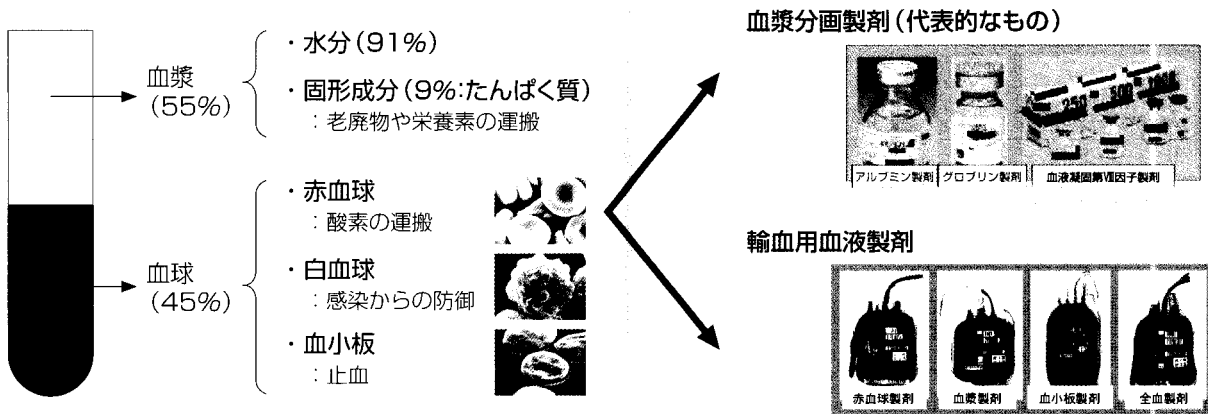 血漿
(55%)
・水分(91%)
・固形成分(9%:たんぱく質)
：老廃物や栄養素の運搬
血球
(45%)
・赤血球
：酸素の運搬
・白血球
：感染からの防御
・血小板
：止血
血漿分画製剤(代表的なもの)
250
500
1000
アルブミン製剤
グロブリン製剤
血液凝固第Ⅷ因子製剤
輸血用血液製剤
赤血球製剤
血漿製剤
血小板製剤
全血製剤